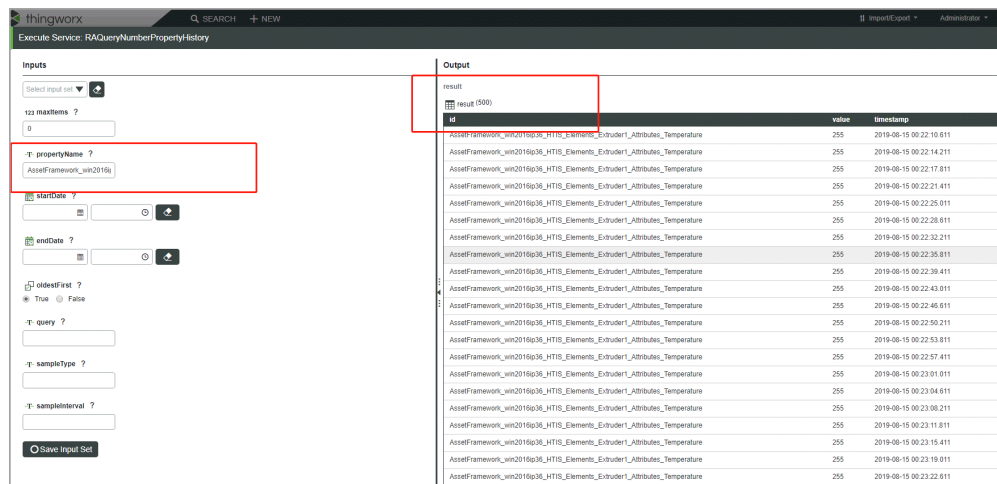 thingworx
SEARCH + NEW
Import/Export
Administrator
Execute Service: RAQueryNumberPropertyHistory
Inputs
Select input set
123 maxItems ?
0
-T- propertyName ?
AssetFramework_win2016ip
startDate ?
endDate ?
oldestFirst ?
True False
-T- query ?
-T- sampleType ?
-T- sampleInterval ?
Save Input Set
Output
result
result (500)
id value timestamp
AssetFramework_win2016ip36_HTIS_Elements_Extruder1_Attributes_Temperature 255 2019-08-15 00:22:10.611
AssetFramework_win2016ip36_HTIS_Elements_Extruder1_Attributes_Temperature 255 2019-08-15 00:22:14.211
AssetFramework_win2016ip36_HTIS_Elements_Extruder1_Attributes_Temperature 255 2019-08-15 00:22:17.811
AssetFramework_win2016ip36_HTIS_Elements_Extruder1_Attributes_Temperature 255 2019-08-15 00:22:21.411
AssetFramework_win2016ip36_HTIS_Elements_Extruder1_Attributes_Temperature 255 2019-08-15 00:22:25.011
AssetFramework_win2016ip36_HTIS_Elements_Extruder1_Attributes_Temperature 255 2019-08-15 00:22:28.611
AssetFramework_win2016ip36_HTIS_Elements_Extruder1_Attributes_Temperature 255 2019-08-15 00:22:32.211
AssetFramework_win2016ip36_HTIS_Elements_Extruder1_Attributes_Temperature 255 2019-08-15 00:22:35.811
AssetFramework_win2016ip36_HTIS_Elements_Extruder1_Attributes_Temperature 255 2019-08-15 00:22:39.411
AssetFramework_win2016ip36_HTIS_Elements_Extruder1_Attributes_Temperature 255 2019-08-15 00:22:43.011
AssetFramework_win2016ip36_HTIS_Elements_Extruder1_Attributes_Temperature 255 2019-08-15 00:22:46.611
AssetFramework_win2016ip36_HTIS_Elements_Extruder1_Attributes_Temperature 255 2019-08-15 00:22:50.211
AssetFramework_win2016ip36_HTIS_Elements_Extruder1_Attributes_Temperature 255 2019-08-15 00:22:53.811
AssetFramework_win2016ip36_HTIS_Elements_Extruder1_Attributes_Temperature 255 2019-08-15 00:22:57.411
AssetFramework_win2016ip36_HTIS_Elements_Extruder1_Attributes_Temperature 255 2019-08-15 00:23:01.011
AssetFramework_win2016ip36_HTIS_Elements_Extruder1_Attributes_Temperature 255 2019-08-15 00:23:04.611
AssetFramework_win2016ip36_HTIS_Elements_Extruder1_Attributes_Temperature 255 2019-08-15 00:23:08.211
AssetFramework_win2016ip36_HTIS_Elements_Extruder1_Attributes_Temperature 255 2019-08-15 00:23:11.811
AssetFramework_win2016ip36_HTIS_Elements_Extruder1_Attributes_Temperature 255 2019-08-15 00:23:15.411
AssetFramework_win2016ip36_HTIS_Elements_Extruder1_Attributes_Temperature 255 2019-08-15 00:23:19.011
AssetFramework_win2016ip36_HTIS_Elements_Extruder1_Attributes_Temperature 255 2019-08-15 00:23:22.611